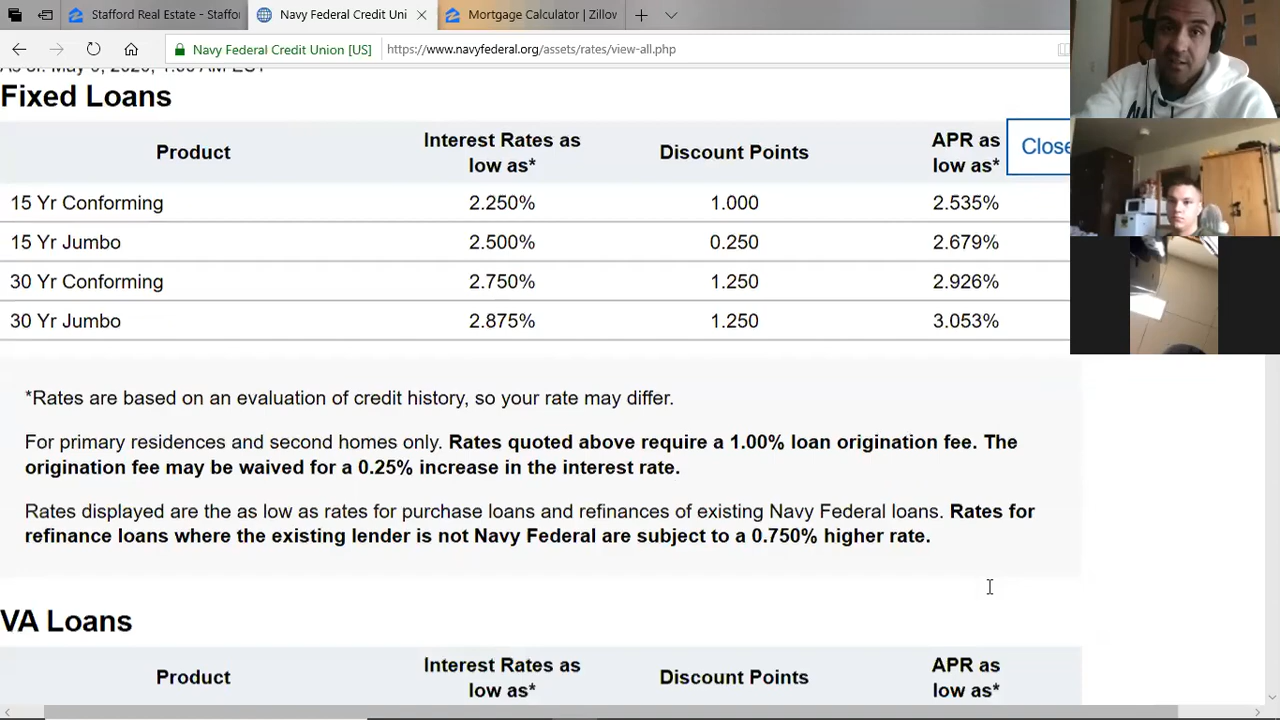 Stafford Real Estate - Staffor
Navy Federal Credit Uni
Mortgage Calculator | Zillow
Navy Federal Credit Union [US]
https://www.navyfederal.org/assets/rates/view-all.php
Fixed Loans
Product Interest Rates as low as* Discount Points APR as low as*
Close
15 Yr Conforming 2.250% 1.000 2.535%
15 Yr Jumbo 2.500% 0.250 2.679%
30 Yr Conforming 2.750% 1.250 2.926%
30 Yr Jumbo 2.875% 1.250 3.053%
*Rates are based on an evaluation of credit history, so your rate may differ.
For primary residences and second homes only. Rates quoted above require a 1.00% loan origination fee. The
origination fee may be waived for a 0.25% increase in the interest rate.
Rates displayed are the as low as rates for purchase loans and refinances of existing Navy Federal loans. Rates for
refinance loans where the existing lender is not Navy Federal are subject to a 0.750% higher rate.
VA Loans
Product Interest Rates as low as* Discount Points APR as low as*